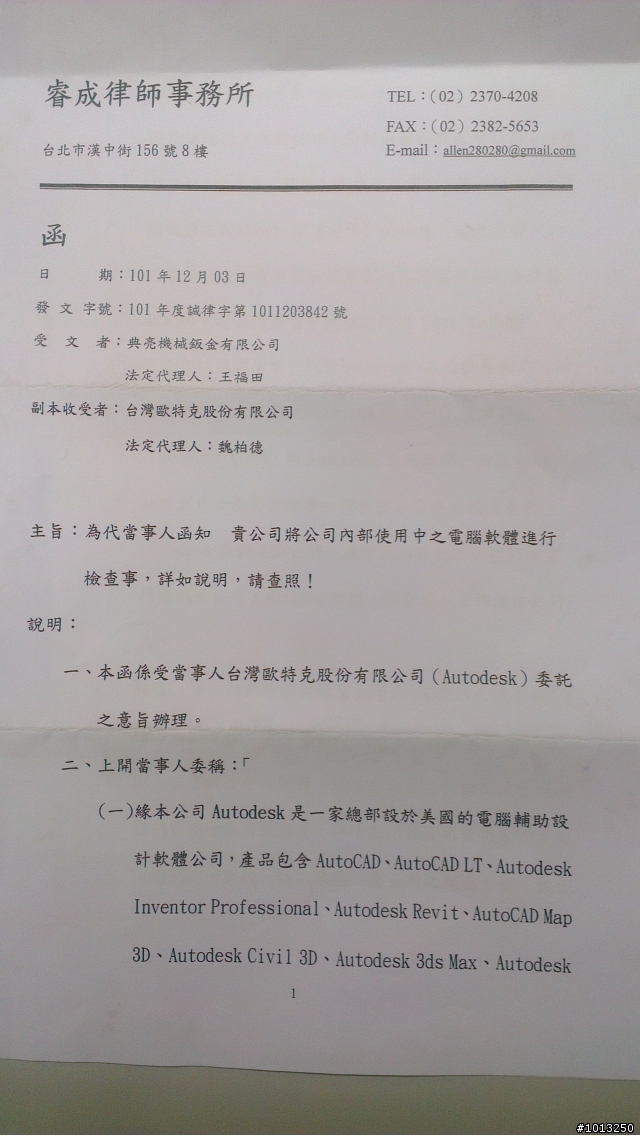 睿成律師事務所
TEL：(02) 2370-4208
FAX：(02) 2382-5653
台北市漢中街156號8樓
E-mail：allen280280@gmail.com
函
日　　期：101年12月03日
發文字號：101年度誠律字第1011203842號
受文者：典亮機械鈑金有限公司
法定代理人：王福田
副本收受者：台灣歐特克股份有限公司
法定代理人：魏柏德
主旨：為代當事人函知　貴公司將公司內部使用中之電腦軟體進行
檢查事，詳如說明，請查照！
說明：
一、本函係受當事人台灣歐特克股份有限公司（Autodesk）委託
之意旨辦理。
二、上開當事人委稱：「
(一)緣本公司Autodesk是一家總部設於美國的電腦輔助設
計軟體公司，產品包含AutoCAD、AutoCAD LT、Autodesk
Inventor Professional、Autodesk Revit、AutoCAD Map
3D、Autodesk Civil 3D、Autodesk 3ds Max、Autodesk
1
#1013250